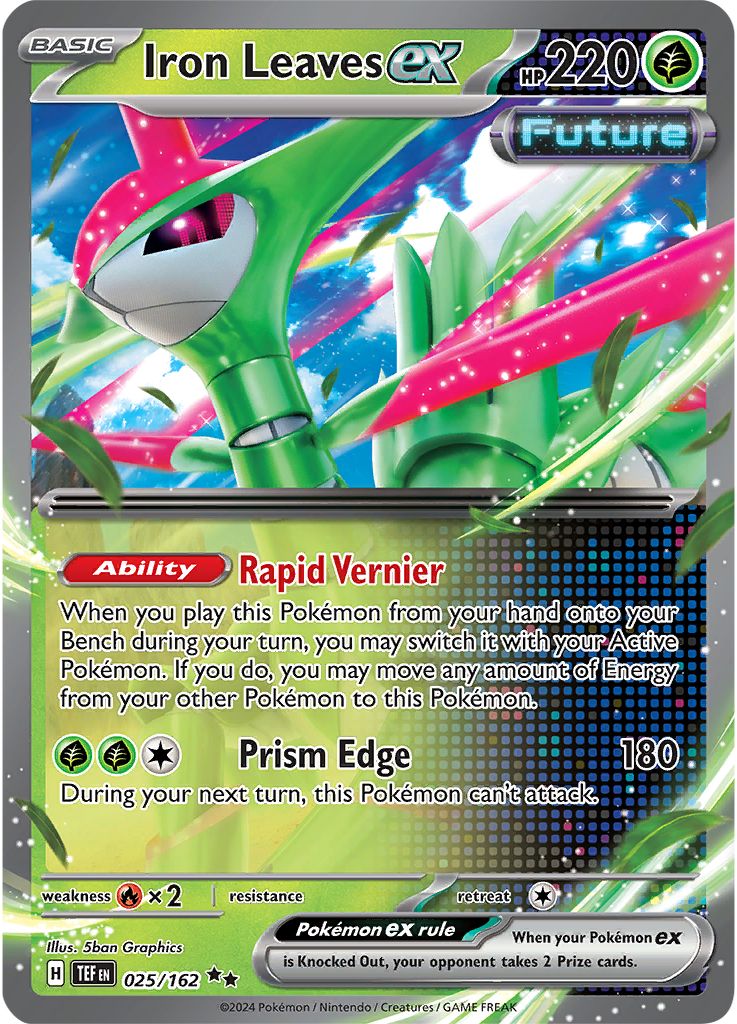 BASIC
Iron Leaves ex HP 220
Future
Ability Rapid Vernier
When you play this Pokémon from your hand onto your
Bench during your turn, you may switch it with your Active
Pokémon. If you do, you may move any amount of Energy
from your other Pokémon to this Pokémon.
Prism Edge 180
During your next turn, this Pokémon can't attack.
weakness ×2 resistance retreat
Pokémon ex rule When your Pokémon ex
is Knocked Out, your opponent takes 2 Prize cards.
Illus. 5ban Graphics
H TEF EN 025/162
©2024 Pokémon / Nintendo / Creatures / GAME FREAK